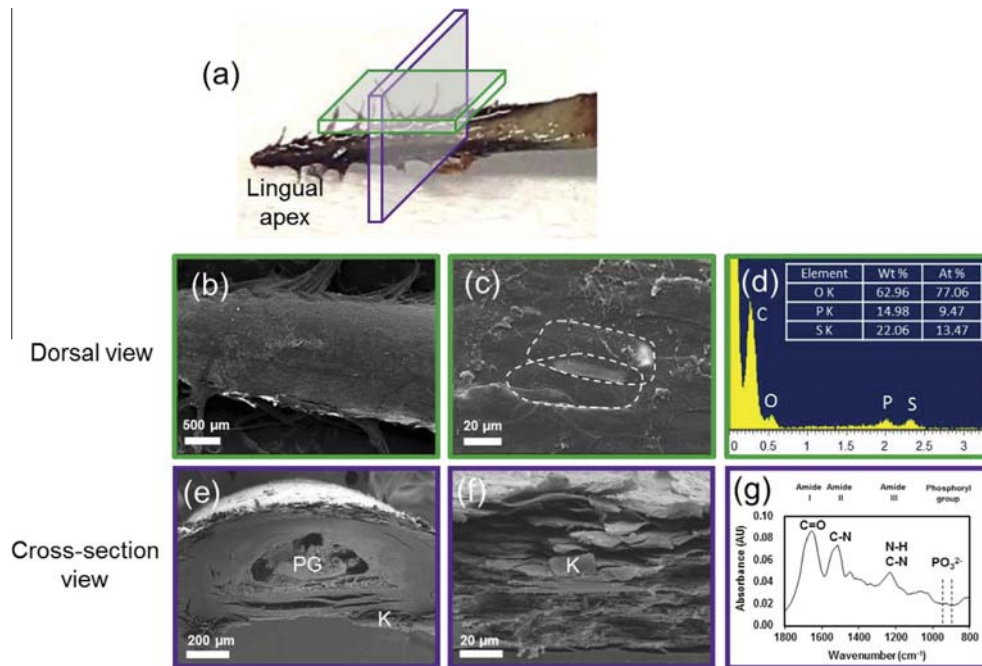 (a)
Lingual
apex
Dorsal view
(b)
500 µm
(c)
20 µm
(d)
Element Wt % At %
O K 62.96 77.06
P K 14.98 9.47
S K 22.06 13.47
C
O
P
S
0 0.5 1 1.5 2 2.5 3
Cross-section
view
(e)
PG
K
200 µm
(f)
K
20 µm
(g)
Amide I
Amide II
Amide III
Phosphoryl group
C=O
C-N
N-H
C-N
PO₃²⁻
Absorbance (AU)
0.10
0.08
0.06
0.04
0.02
0.00
1800 1600 1400 1200 1000 800
Wavenumber (cm⁻¹)